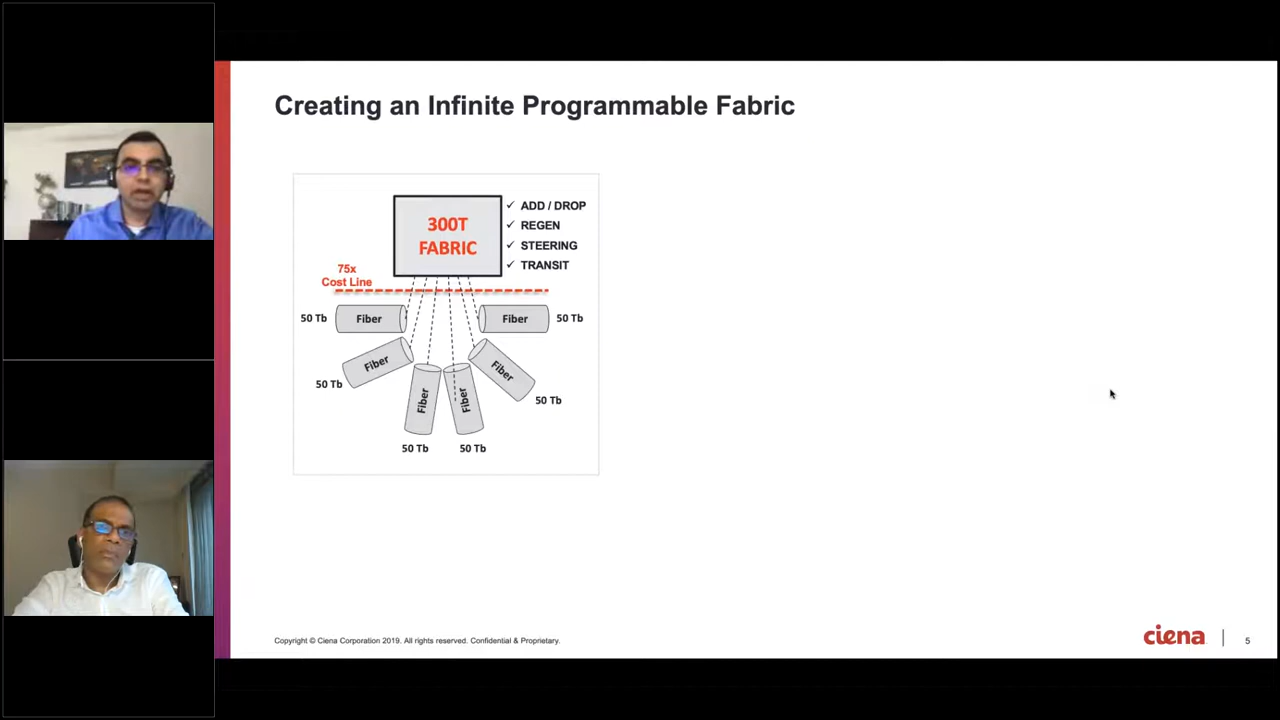 Creating an Infinite Programmable Fabric
300T
FABRIC
✓ ADD / DROP
✓ REGEN
✓ STEERING
✓ TRANSIT
75x
Cost Line
50 Tb
Fiber
Fiber
50 Tb
Fiber
Fiber
50 Tb
50 Tb
Fiber
Fiber
50 Tb
50 Tb
Copyright © Ciena Corporation 2019. All rights reserved. Confidential & Proprietary.
ciena
5